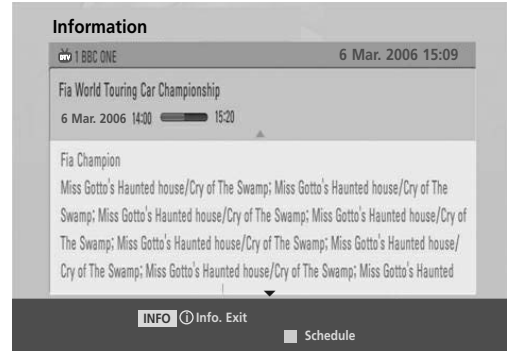 Information
DTV 1 BBC ONE 6 Mar. 2006 15:09
Fia World Touring Car Championship
6 Mar. 2006 14:00 15:20
Fia Champion
Miss Gotto's Haunted house/Cry of The Swamp; Miss Gotto's Haunted house/Cry of The
Swamp; Miss Gotto's Haunted house/Cry of The Swamp; Miss Gotto's Haunted house/Cry of
The Swamp; Miss Gotto's Haunted house/Cry of The Swamp; Miss Gotto's Haunted house/
Cry of The Swamp; Miss Gotto's Haunted house/Cry of The Swamp; Miss Gotto's Haunted
INFO i Info. Exit
Schedule